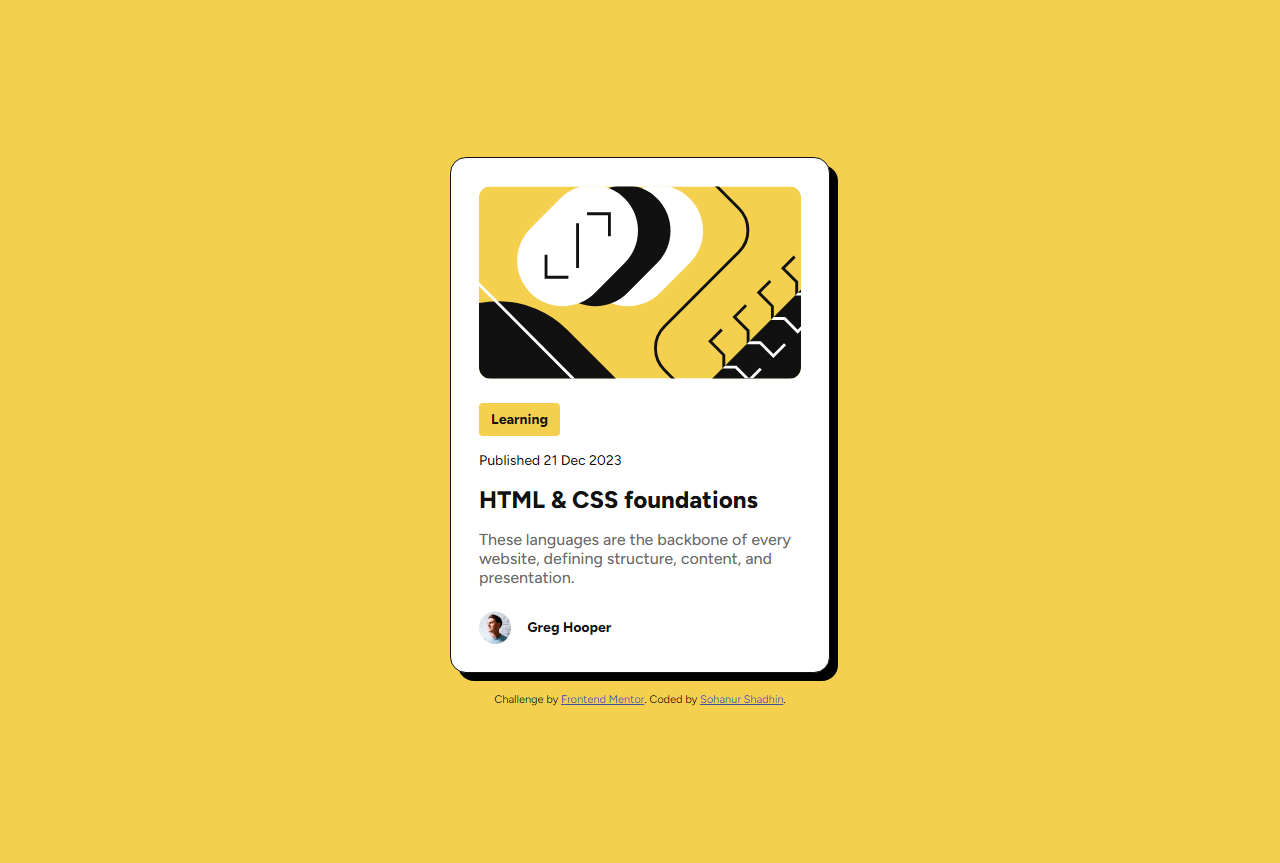 Learning
Published 21 Dec 2023
HTML & CSS foundations
These languages are the backbone of every
website, defining structure, content, and
presentation.
Greg Hooper
Challenge by Frontend Mentor. Coded by Sohanur Shadhin.